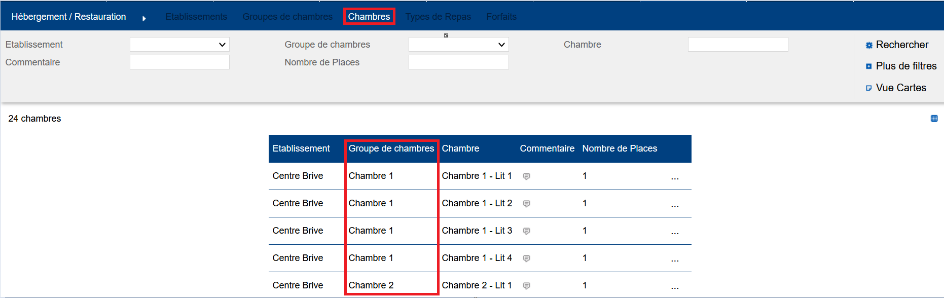 Hébergement / Restauration Etablissements Groupes de chambres Chambres Types de Repas Forfaits
Etablissement Groupe de chambres Chambre Rechercher
Commentaire Nombre de Places Plus de filtres
Vue Cartes
24 chambres
Etablissement Groupe de chambres Chambre Commentaire Nombre de Places
Centre Brive Chambre 1 Chambre 1 - Lit 1 1 ...
Centre Brive Chambre 1 Chambre 1 - Lit 2 1 ...
Centre Brive Chambre 1 Chambre 1 - Lit 3 1 ...
Centre Brive Chambre 1 Chambre 1 - Lit 4 1 ...
Centre Brive Chambre 2 Chambre 2 - Lit 1 1 ...